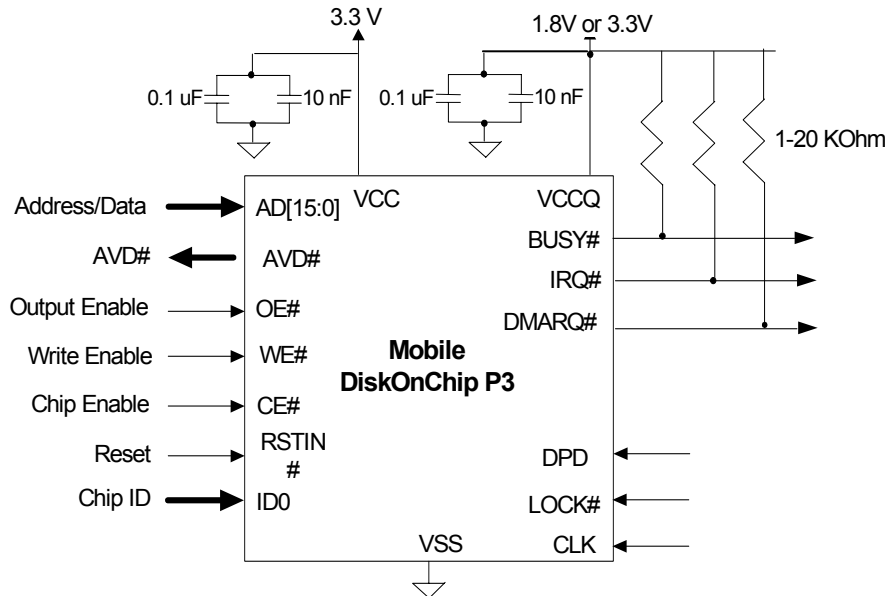 3.3 V
1.8V or 3.3V
0.1 uF
10 nF
0.1 uF
10 nF
1-20 KOhm
Address/Data
AD[15:0]
VCC
VCCQ
BUSY#
AVD#
AVD#
IRQ#
Output Enable
OE#
DMARQ#
Write Enable
WE#
Mobile
DiskOnChip P3
Chip Enable
CE#
Reset
RSTIN
#
DPD
Chip ID
ID0
LOCK#
VSS
CLK